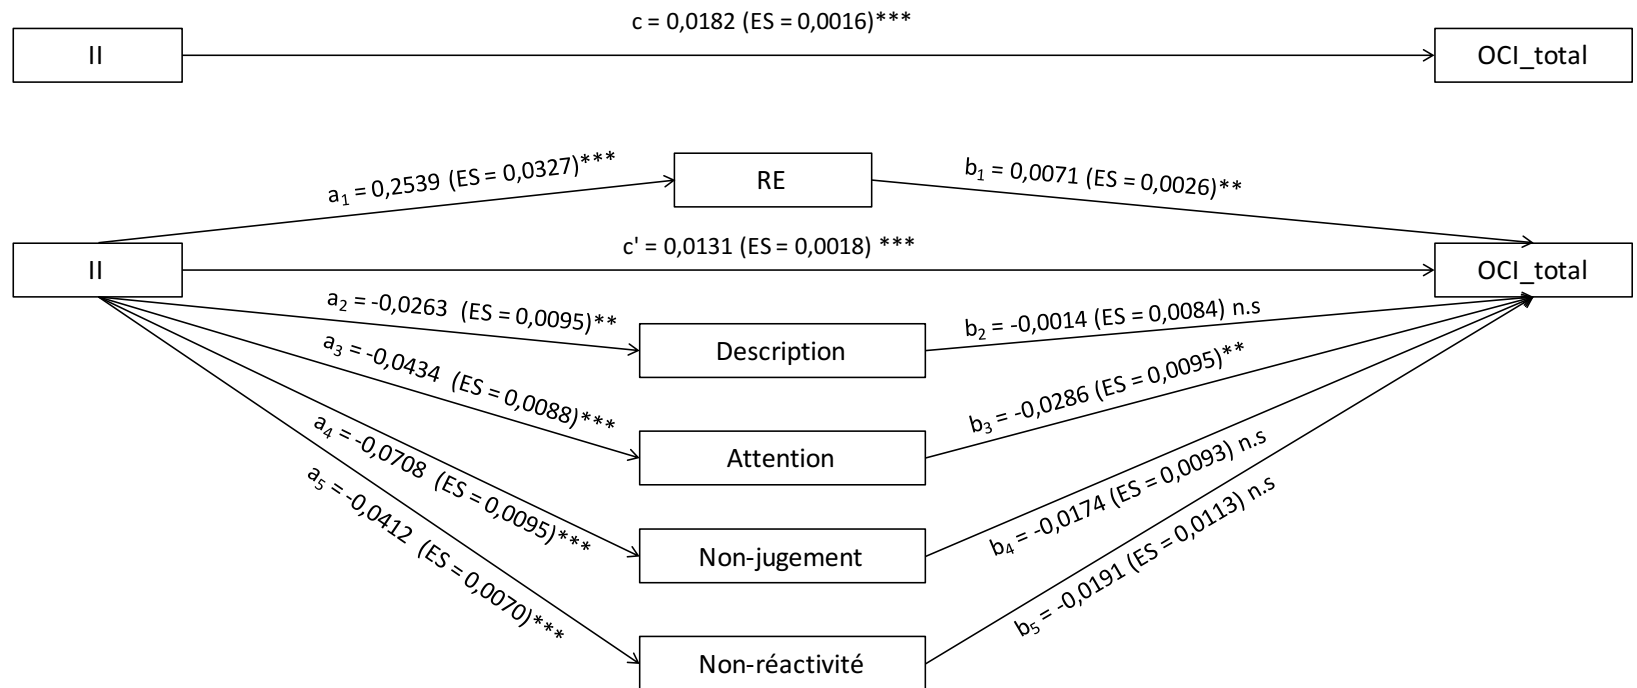 c = 0,0182 (ES = 0,0016)***
II
OCI_total
a1 = 0,2539 (ES = 0,0327)***
RE
b1 = 0,0071 (ES = 0,0026)**
c' = 0,0131 (ES = 0,0018) ***
II
OCI_total
a2 = -0,0263 (ES = 0,0095)**
b2 = -0,0014 (ES = 0,0084) n.s
Description
a3 = -0,0434 (ES = 0,0088)***
b3 = -0,0286 (ES = 0,0095)**
Attention
a4 = -0,0708 (ES = 0,0095)***
b4 = -0,0174 (ES = 0,0093) n.s
Non-jugement
a5 = -0,0412 (ES = 0,0070)***
b5 = -0,0191 (ES = 0,0113) n.s
Non-réactivité